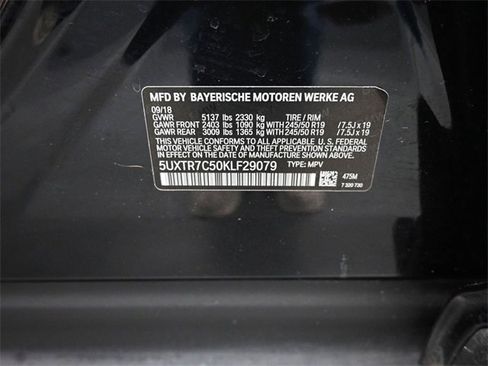 MFD BY BAYERISCHE MOTOREN WERKE AG
09/18
GVWR 5137 lbs 2330 kg TIRE / RIM
GAWR FRONT 2403 lbs 1090 kg WITH 245/50 R19 /7.5J x 19
GAWR REAR 3009 lbs 1365 kg WITH 245/50 R19 /7.5J x 19
THIS VEHICLE CONFORMS TO ALL APPLICABLE U. S. FEDERAL
MOTOR VEHICLE SAFETY, BUMPER AND THEFT PREVENTION
STANDARDS IN EFFECT ON THE DATE OF
MANUFACTURE SHOWN ABOVE.
5UXTR7C50KLF29079 TYPE: MPV
475M
7 320 730